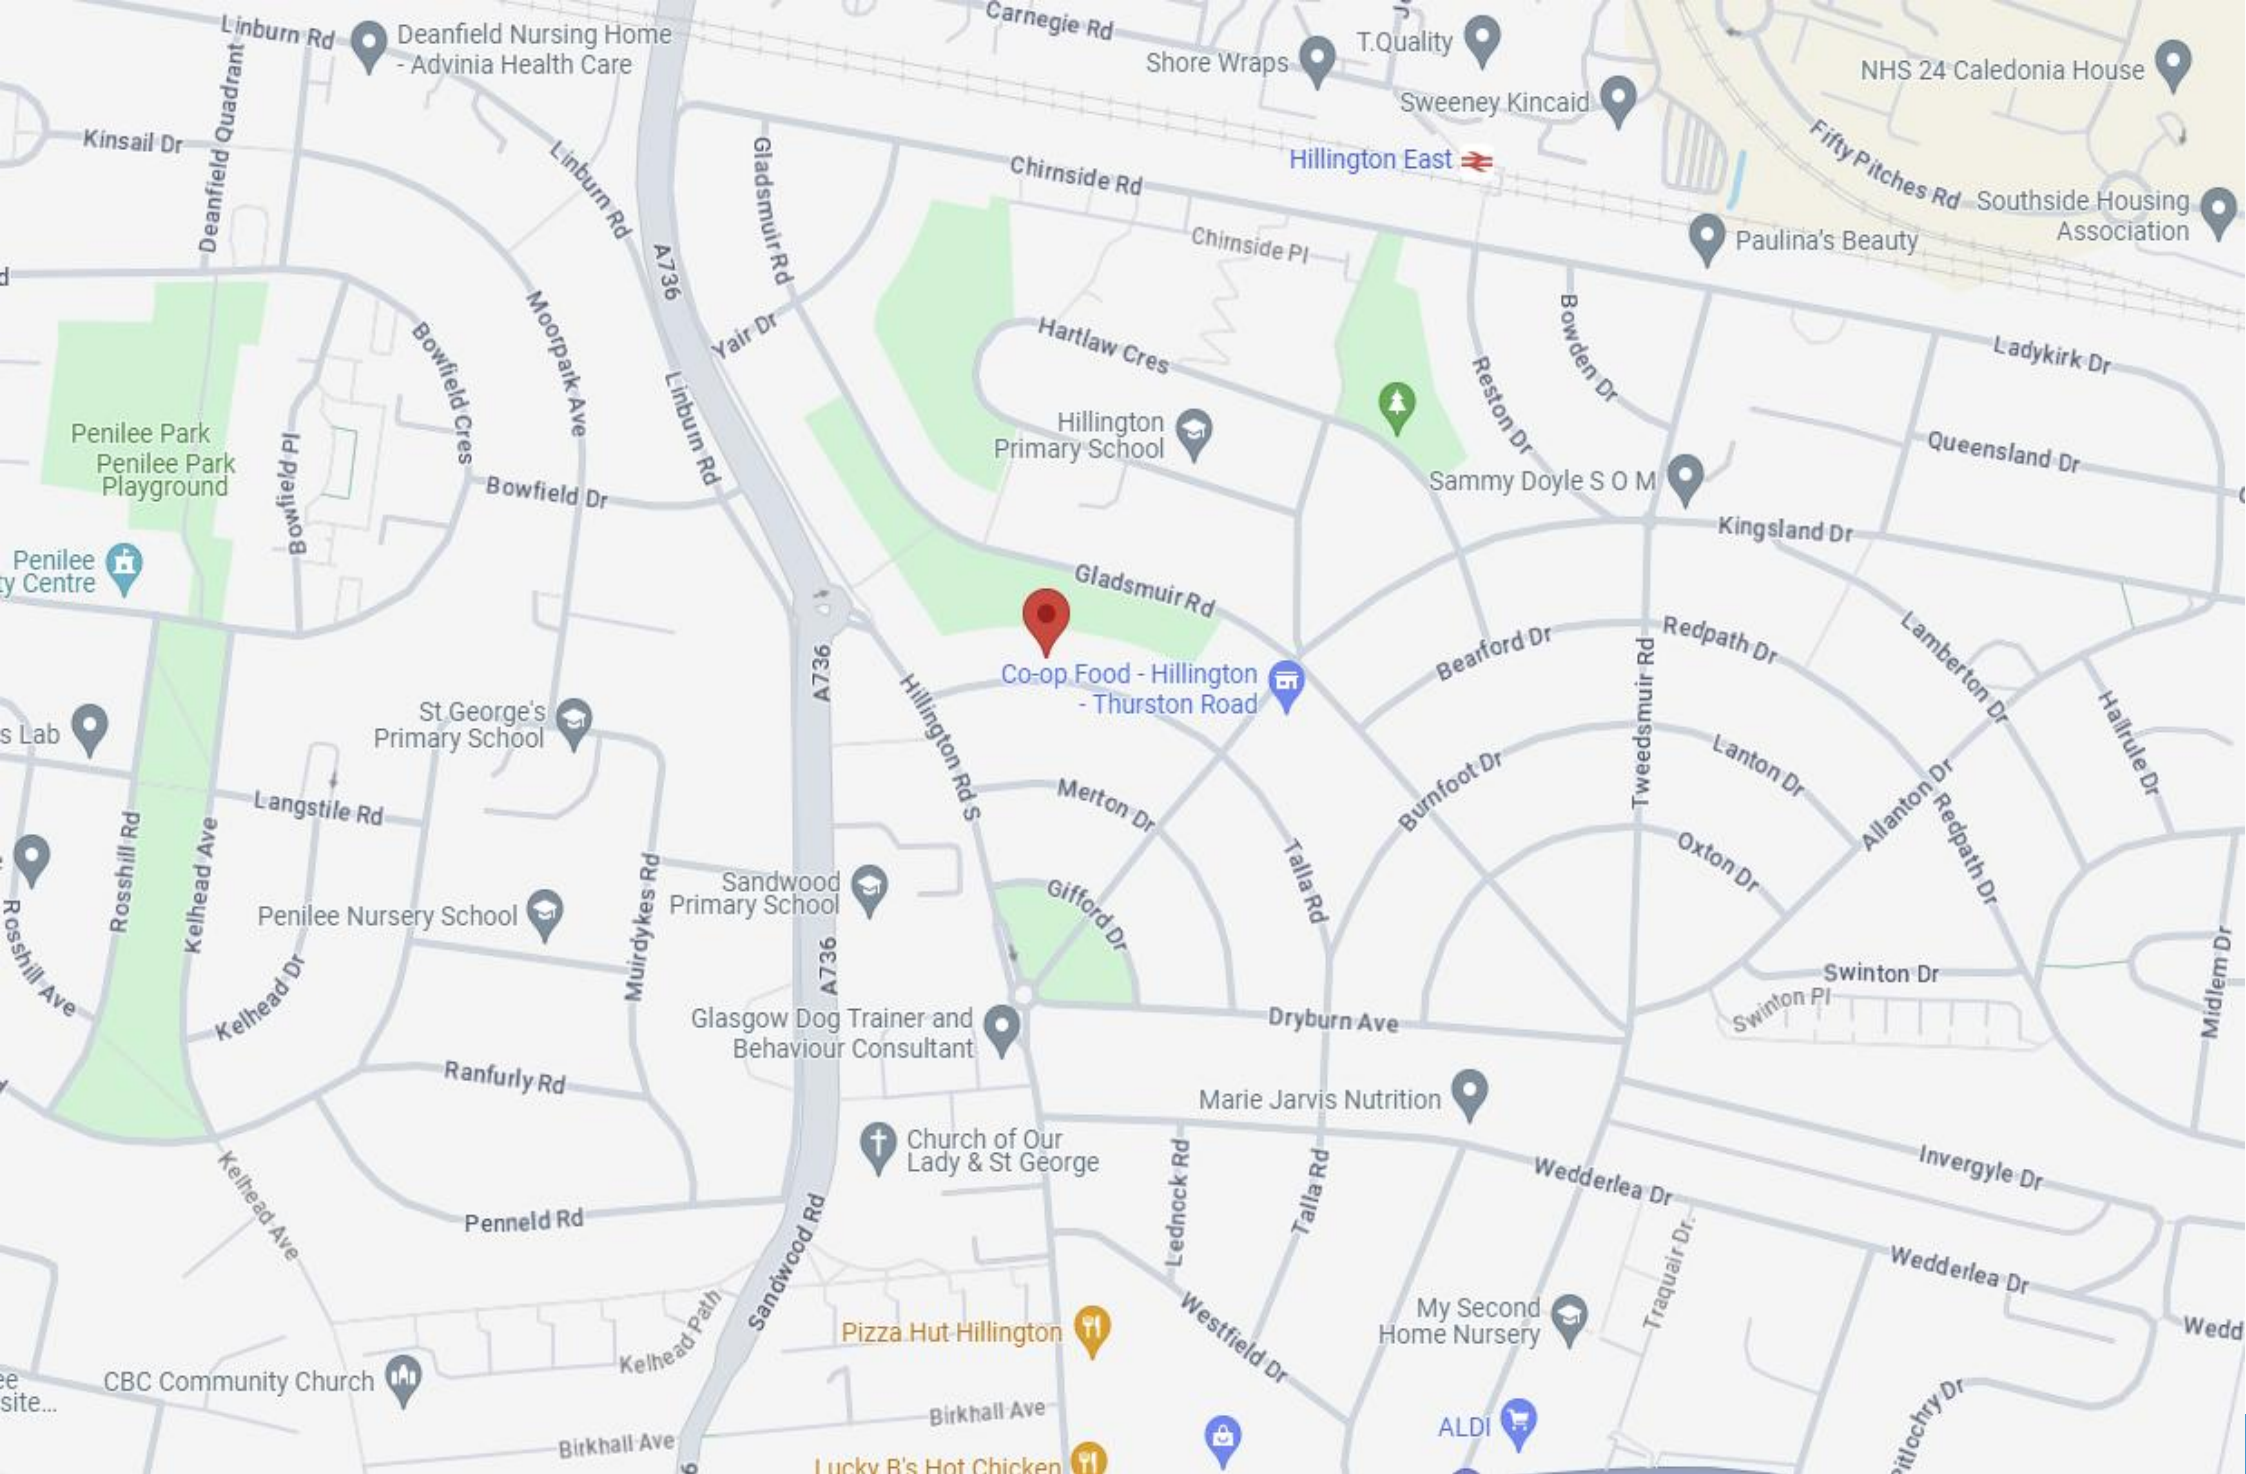 Carnegie Rd
Linburn Rd
Deanfield Nursing Home
- Advinia Health Care
T.Quality
Shore Wraps
NHS 24 Caledonia House
Sweeney Kincaid
Deanfield Quadrant
Kinsail Dr
Linburn Rd
Gladsmuir Rd
Chirnside Rd
Hillington East
Fifty Pitches Rd
Southside Housing
Association
Chirnside Pl
Paulina's Beauty
A736
Moorpark Ave
Bowfield Cres
Yair Dr
Hartlaw Cres
Bowden Dr
Reston Dr
Ladykirk Dr
Linburn Rd
Penilee Park
Penilee Park
Playground
Bowfield Pl
Bowfield Dr
Hillington
Primary School
Sammy Doyle S O M
Queensland Dr
Kingsland Dr
Penilee
ty Centre
Gladsmuir Rd
Bearford Dr
Redpath Dr
Lamberton Dr
A736
Co-op Food - Hillington
- Thurston Road
Tweedsmuir Rd
Hallrule Dr
St George's
Primary School
s Lab
Hillington Rd S
Langstile Rd
Merton Dr
Burnfoot Dr
Lanton Dr
Allanton Dr
Redpath Dr
Oxton Dr
Talla Rd
Rosshill Rd
Kelhead Ave
Sandwood
Primary School
Gifford Dr
Penilee Nursery School
Muirdykes Rd
A736
Rosshill Ave
Kelhead Dr
Swinton Dr
Swinton Pl
Midlem Dr
Glasgow Dog Trainer and
Behaviour Consultant
Dryburn Ave
Ranfurly Rd
Marie Jarvis Nutrition
Church of Our
Lady & St George
Lednock Rd
Talla Rd
Wedderlea Dr
Invergyle Dr
Kelhead Ave
Penneld Rd
Sandwood Rd
Traquair Dr.
Wedderlea Dr
Kelhead Path
Pizza Hut Hillington
Westfield Dr
My Second
Home Nursery
Wedd
CBC Community Church
ee
site...
Birkhall Ave
Birkhall Ave
ALDI
Pitlochry Dr
Lucky B's Hot Chicken